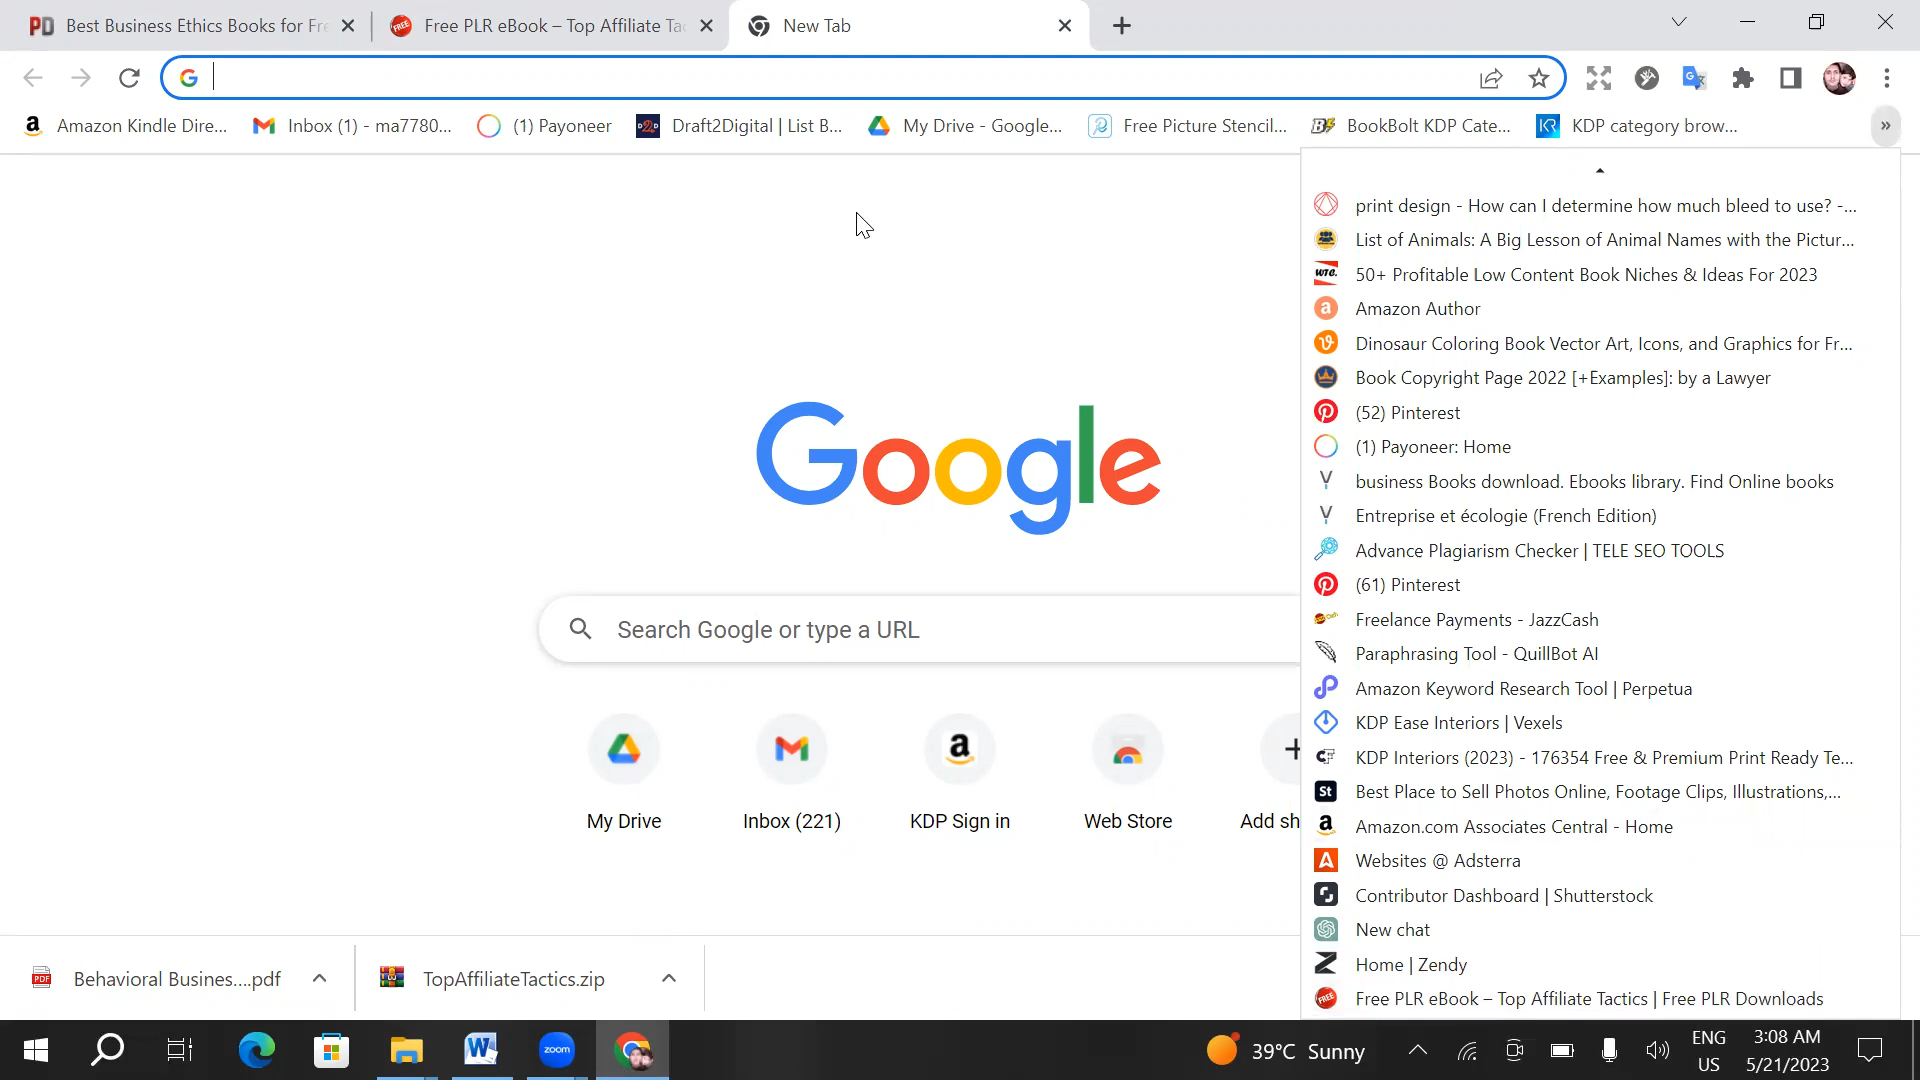 Best Business Ethics Books for Fre
Free PLR eBook – Top Affiliate Ta
New Tab
Amazon Kindle Dire...
Inbox (1) - ma7780...
(1) Payoneer
Draft2Digital | List B...
My Drive - Google...
Free Picture Stencil...
BookBolt KDP Cate...
KDP category brow...
»
print design - How can I determine how much bleed to use? -...
List of Animals: A Big Lesson of Animal Names with the Pictur...
50+ Profitable Low Content Book Niches & Ideas For 2023
Amazon Author
Dinosaur Coloring Book Vector Art, Icons, and Graphics for Fr...
Book Copyright Page 2022 [+Examples]: by a Lawyer
(52) Pinterest
(1) Payoneer: Home
business Books download. Ebooks library. Find Online books
Entreprise et écologie (French Edition)
Advance Plagiarism Checker | TELE SEO TOOLS
(61) Pinterest
Freelance Payments - JazzCash
Paraphrasing Tool - QuillBot AI
Amazon Keyword Research Tool | Perpetua
KDP Ease Interiors | Vexels
KDP Interiors (2023) - 176354 Free & Premium Print Ready Te...
Best Place to Sell Photos Online, Footage Clips, Illustrations,...
Amazon.com Associates Central - Home
Websites @ Adsterra
Contributor Dashboard | Shutterstock
New chat
Home | Zendy
Free PLR eBook – Top Affiliate Tactics | Free PLR Downloads
Google
Search Google or type a URL
My Drive
Inbox (221)
KDP Sign in
Web Store
Add sh
Behavioral Busines....pdf
TopAffiliateTactics.zip
zoom
39°C Sunny
ENG
US
3:08 AM
5/21/2023